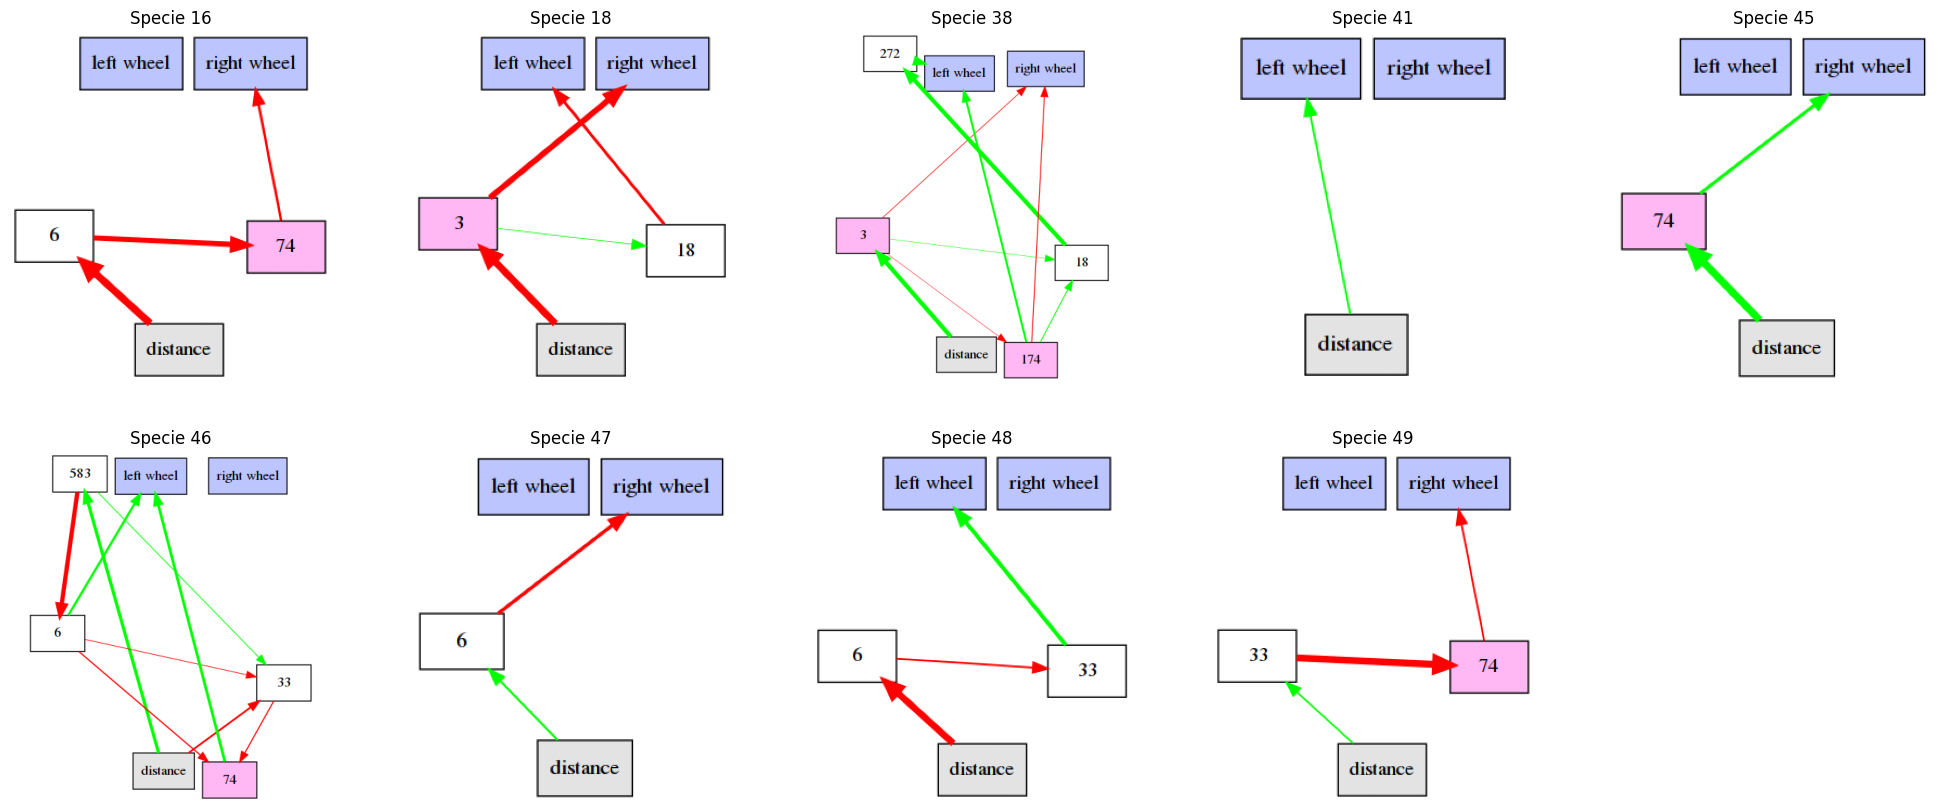 Specie 16
left wheel
right wheel
6
74
distance
Specie 18
left wheel
right wheel
3
18
distance
Specie 38
272
left wheel
right wheel
3
18
distance
174
Specie 41
left wheel
right wheel
distance
Specie 45
left wheel
right wheel
74
distance
Specie 46
583
left wheel
right wheel
6
33
distance
74
Specie 47
left wheel
right wheel
6
distance
Specie 48
left wheel
right wheel
6
33
distance
Specie 49
left wheel
right wheel
33
74
distance